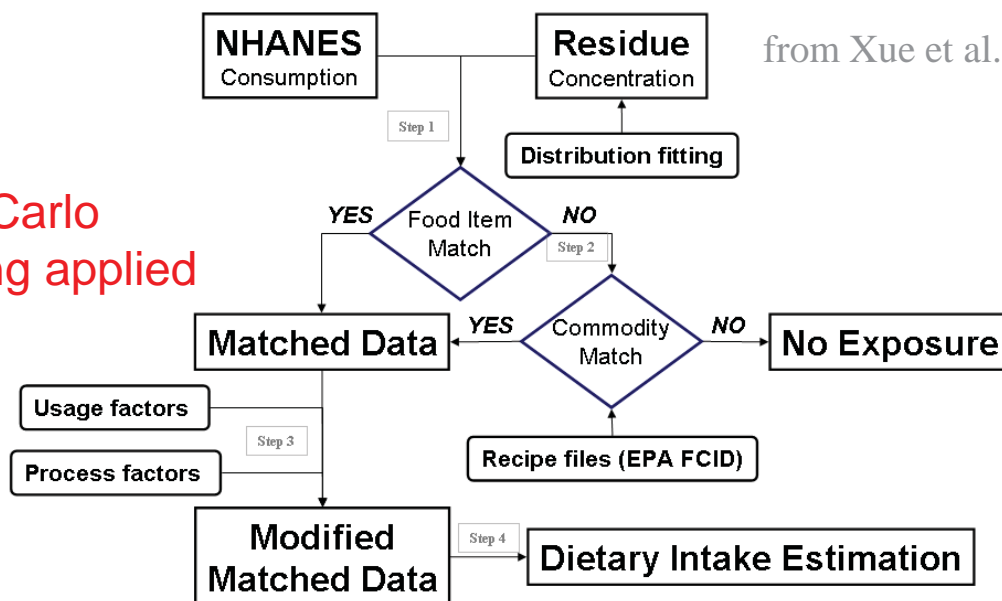 NHANES
Consumption
Residue
Concentration
from Xue et al.
Step 1
Distribution fitting
Carlo
ng applied
YES
Food Item
Match
NO
Step 2
Matched Data
YES
Commodity
Match
NO
No Exposure
Usage factors
Step 3
Process factors
Recipe files (EPA FCID)
Modified
Matched Data
Step 4
Dietary Intake Estimation